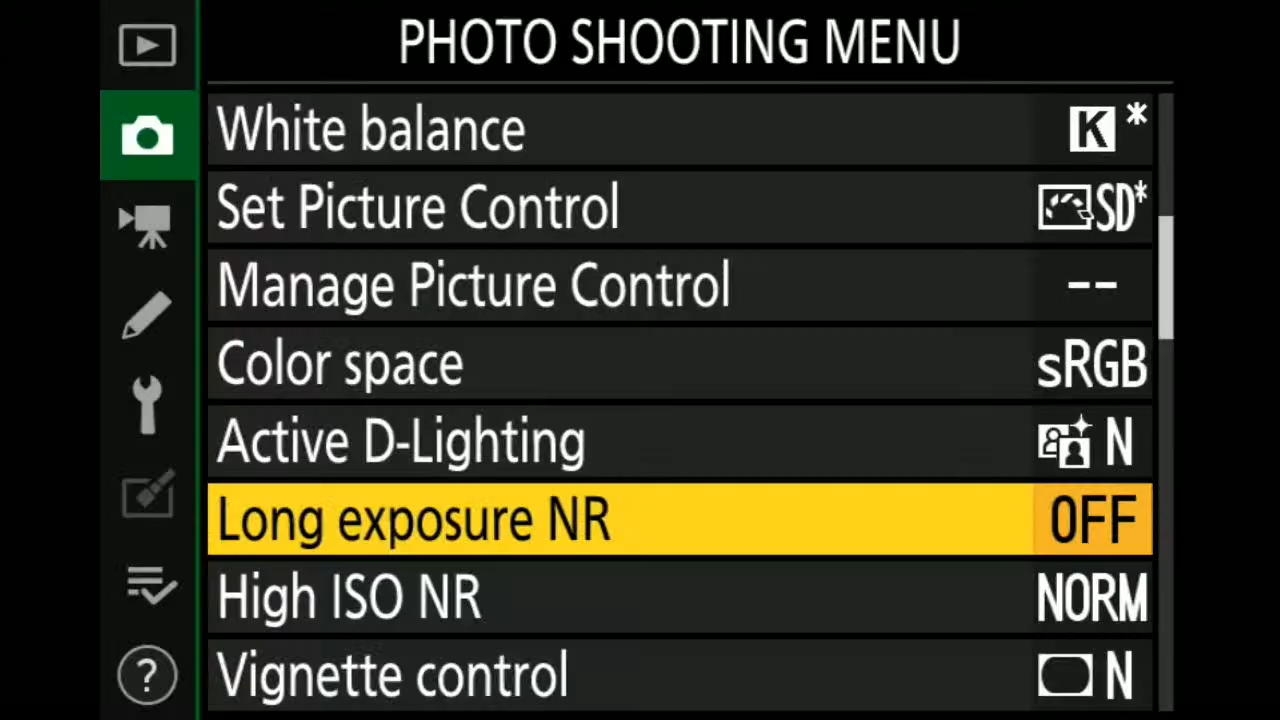 PHOTO SHOOTING MENU
White balance K*
Set Picture Control SD*
Manage Picture Control --
Color space sRGB
Active D-Lighting N
Long exposure NR OFF
High ISO NR NORM
Vignette control N
?